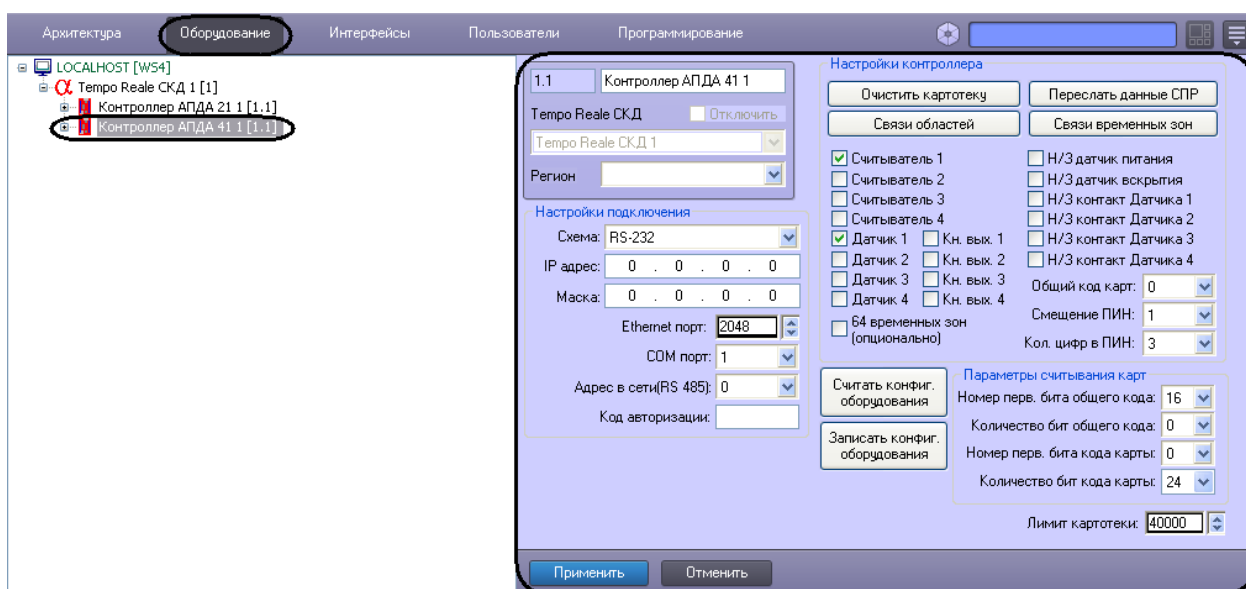 Архитектура Оборудование Интерфейсы Пользователи Программирование
LOCALHOST [WS4]
Tempo Reale СКД 1 [1]
Контроллер АПДА 21 1 [1.1]
Контроллер АПДА 41 1 [1.1]
1.1 Контроллер АПДА 41 1
Tempo Reale СКД Отключить
Tempo Reale СКД 1
Регион
Настройки подключения
Схема: RS-232
IP адрес: 0 . 0 . 0 . 0
Маска: 0 . 0 . 0 . 0
Ethernet порт: 2048
COM порт: 1
Адрес в сети(RS 485): 0
Код авторизации:
Настройки контроллера
Очистить картотеку Переслать данные СПР
Связи областей Связи временных зон
Считыватель 1
Считыватель 2
Считыватель 3
Считыватель 4
Датчик 1 Кн. вых. 1
Датчик 2 Кн. вых. 2
Датчик 3 Кн. вых. 3
Датчик 4 Кн. вых. 4
64 временных зон
(опционально)
Н/З датчик питания
Н/З датчик вскрытия
Н/З контакт Датчика 1
Н/З контакт Датчика 2
Н/З контакт Датчика 3
Н/З контакт Датчика 4
Общий код карт: 0
Смещение ПИН: 1
Кол. цифр в ПИН: 3
Считать конфиг.
оборудования
Записать конфиг.
оборудования
Параметры считывания карт
Номер перв. бита общего кода: 16
Количество бит общего кода: 0
Номер перв. бита кода карты: 0
Количество бит кода карты: 24
Лимит картотеки: 40000
Применить Отменить